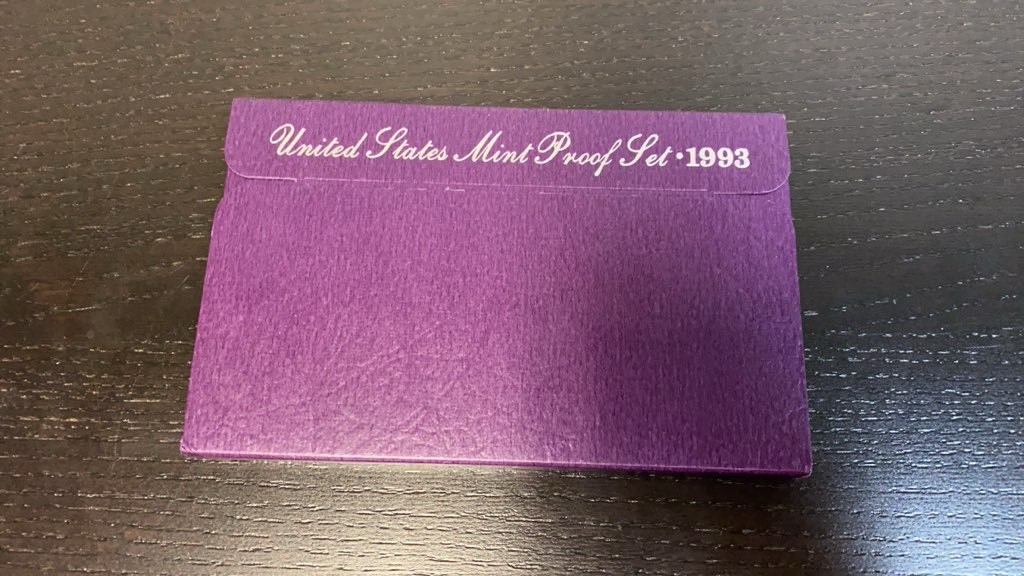 United States Mint Proof Set • 1993